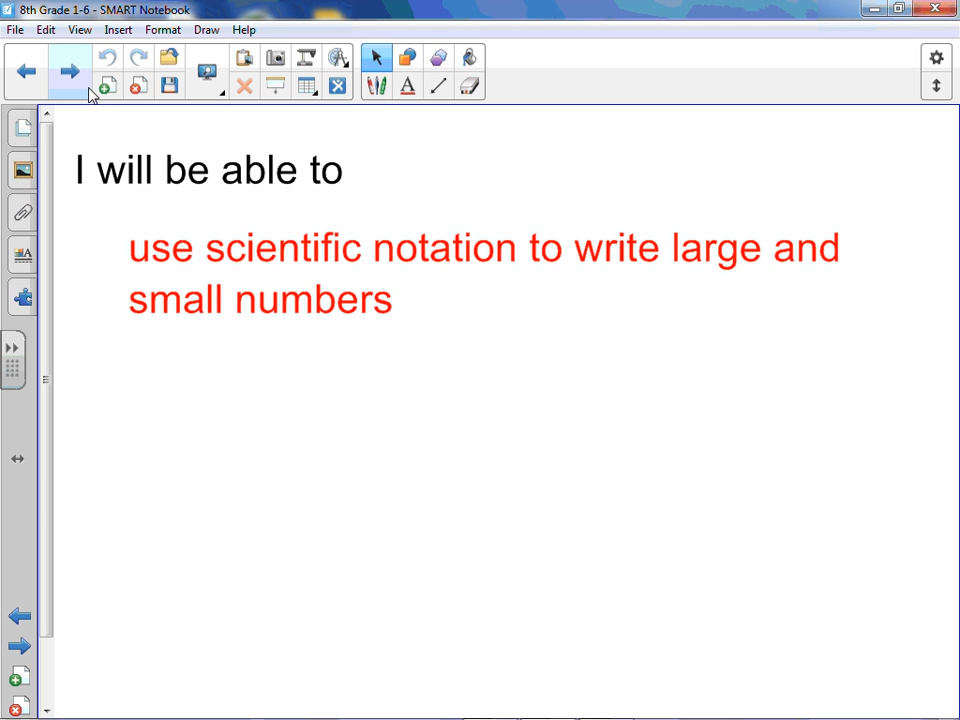 8th Grade 1-6 - SMART Notebook
File Edit View Insert Format Draw Help
I will be able to
use scientific notation to write large and
small numbers